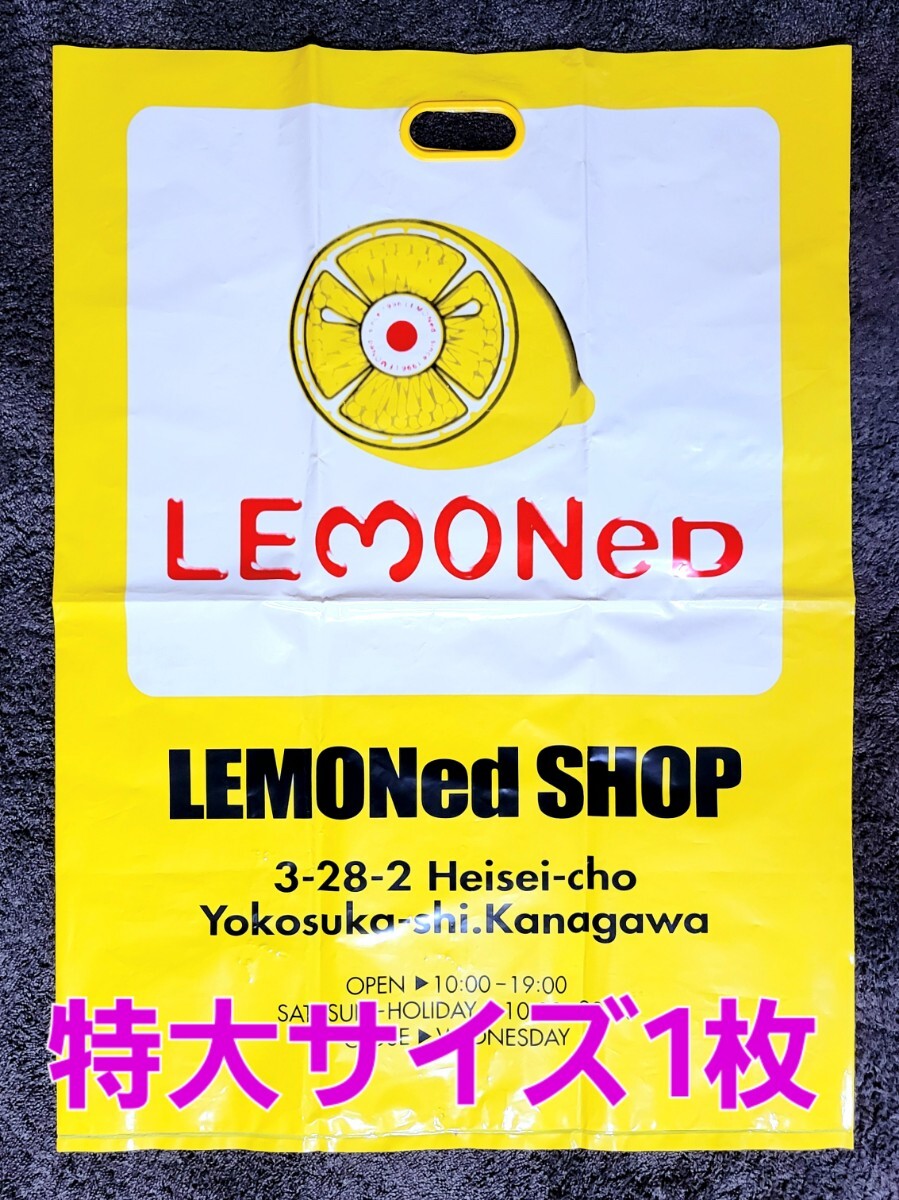 LEMONeD
LEMONed SHOP
3-28-2 Heisei-cho
Yokosuka-shi.Kanagawa
OPEN ▶ 10:00-19:00
HOLIDAY
特大サイズ1枚